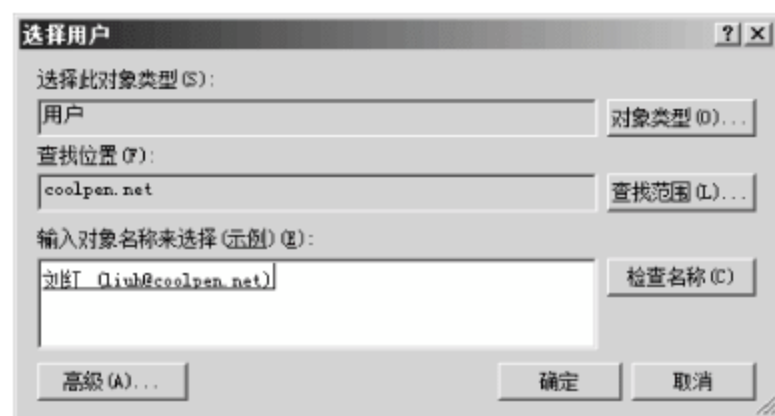 选择用户
选择此对象类型(S):
用户
对象类型(O)...
查找位置(F):
coolpen.net
查找范围(L)...
输入对象名称来选择(示例)(E):
刘红 (liuh@coolpen.net)
检查名称(C)
高级(A)...
确定
取消